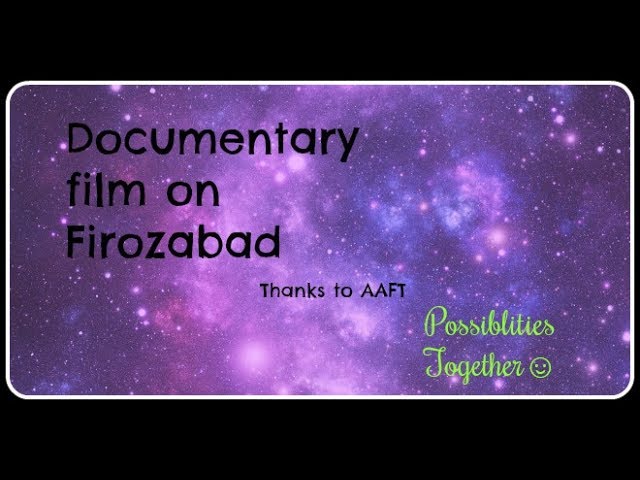 Documentary
film on
Firozabad
Thanks to AAFT
Possiblities
Together☺